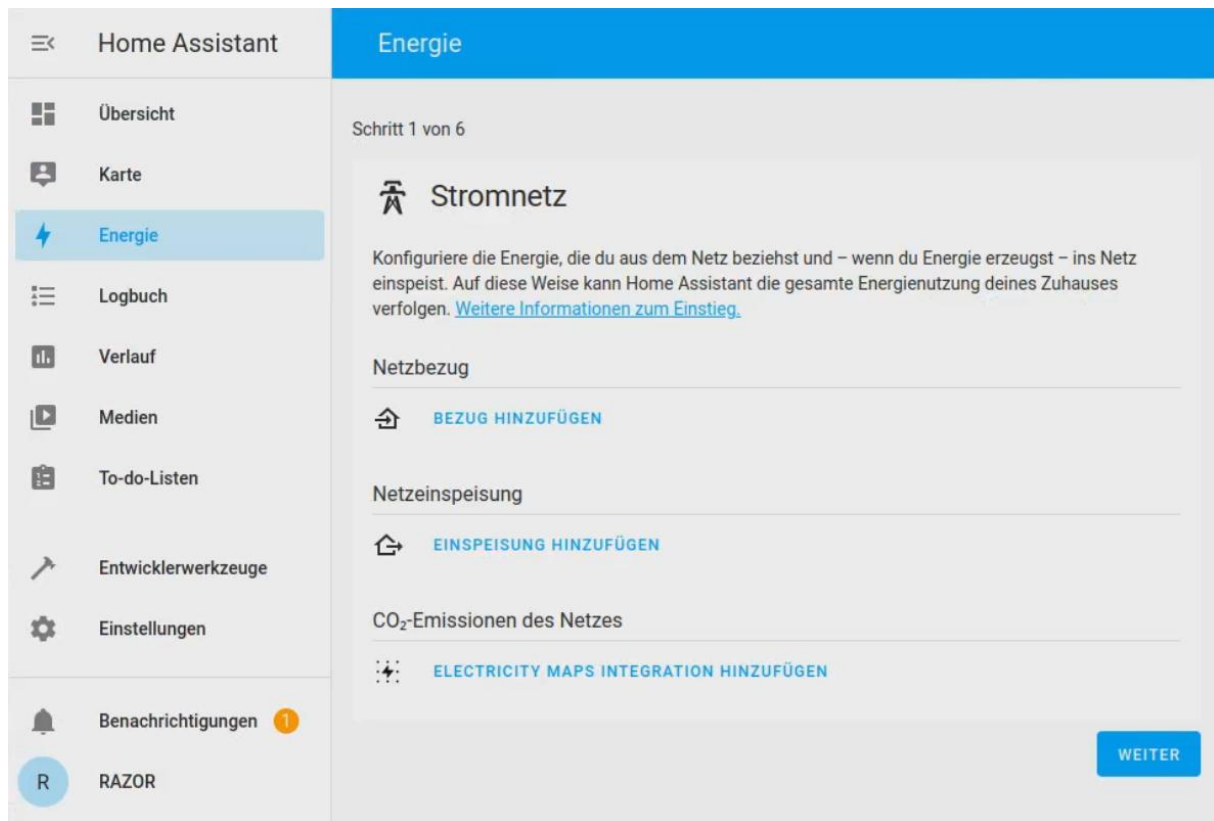 Home Assistant
Übersicht
Karte
Energie
Logbuch
Verlauf
Medien
To-do-Listen
Entwicklerwerkzeuge
Einstellungen
Benachrichtigungen 1
R RAZOR
Energie
Schritt 1 von 6
Stromnetz
Konfiguriere die Energie, die du aus dem Netz beziehst und – wenn du Energie erzeugst – ins Netz
einspeist. Auf diese Weise kann Home Assistant die gesamte Energienutzung deines Zuhauses
verfolgen. Weitere Informationen zum Einstieg.
Netzbezug
BEZUG HINZUFÜGEN
Netzeinspeisung
EINSPEISUNG HINZUFÜGEN
CO₂-Emissionen des Netzes
ELECTRICITY MAPS INTEGRATION HINZUFÜGEN
WEITER